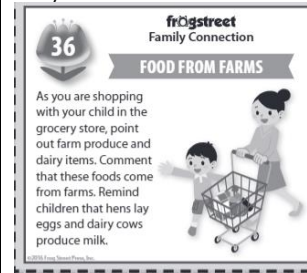 36
frögstreet
Family Connection
FOOD FROM FARMS
As you are shopping
with your child in the
grocery store, point
out farm produce and
dairy items. Comment
that these foods come
from farms. Remind
children that hens lay
eggs and dairy cows
produce milk.
©2016 Frog Street Press, Inc.